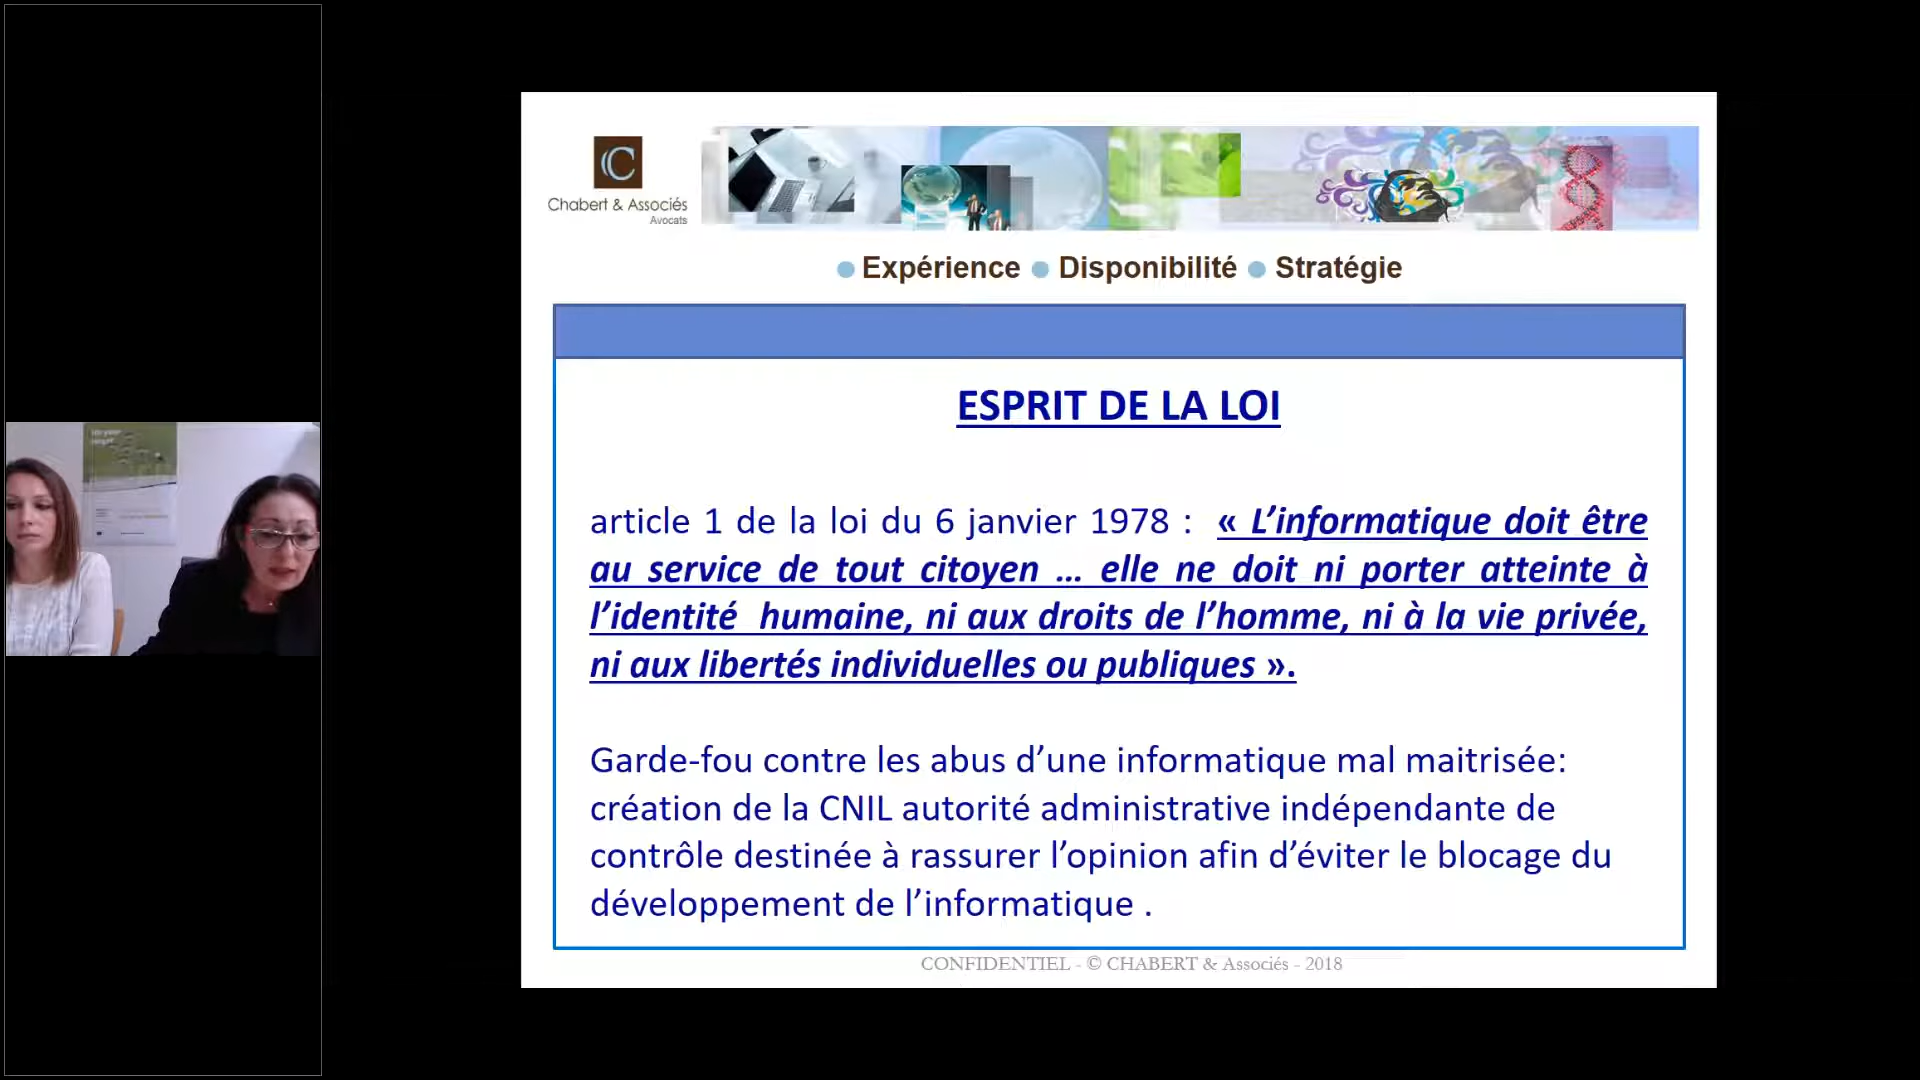 C
Chabert & Associés
Avocats
Expérience Disponibilité Stratégie
ESPRIT DE LA LOI
article 1 de la loi du 6 janvier 1978 : « L’informatique doit être
au service de tout citoyen ... elle ne doit ni porter atteinte à
l’identité humaine, ni aux droits de l’homme, ni à la vie privée,
ni aux libertés individuelles ou publiques ».
Garde-fou contre les abus d’une informatique mal maitrisée:
création de la CNIL autorité administrative indépendante de
contrôle destinée à rassurer l’opinion afin d’éviter le blocage du
développement de l’informatique .
CONFIDENTIEL - © CHABERT & Associés - 2018